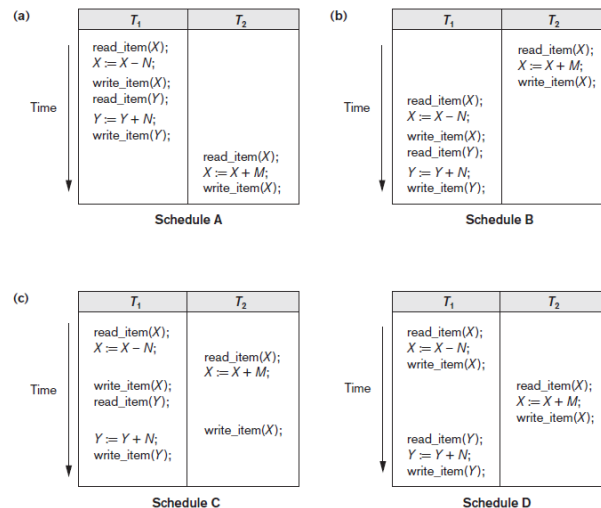 (a)
T₁ T₂
read_item(X);
X := X – N;
write_item(X);
read_item(Y);
Y := Y + N;
write_item(Y);
read_item(X);
X := X + M;
write_item(X);
Time
Schedule A
(b)
T₁ T₂
read_item(X);
X := X + M;
write_item(X);
read_item(X);
X := X – N;
write_item(X);
read_item(Y);
Y := Y + N;
write_item(Y);
Time
Schedule B
(c)
T₁ T₂
read_item(X);
X := X – N;
read_item(X);
X := X + M;
write_item(X);
read_item(Y);
write_item(X);
Y := Y + N;
write_item(Y);
Time
Schedule C
T₁ T₂
read_item(X);
X := X – N;
write_item(X);
read_item(X);
X := X + M;
write_item(X);
read_item(Y);
Y := Y + N;
write_item(Y);
Time
Schedule D